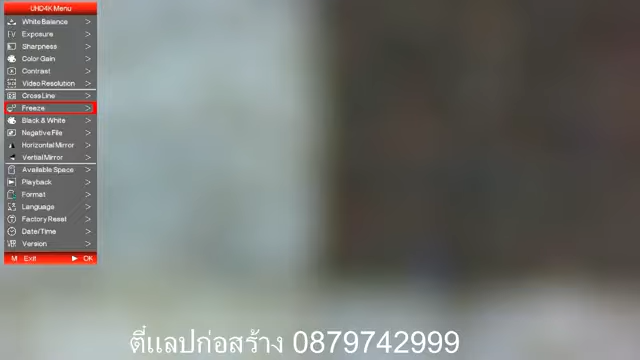 UHD4K Menu
White Balance >
Exposure >
Sharpness >
Color Gain >
Contrast >
Video Resolution >
Cross Line >
Freeze >
Black & White >
Negative File >
Horizontal Mirror >
Vertial Mirror >
Available Space >
Playback >
Format >
Language >
Factory Reset >
Date/Time >
Version >
M Exit ▶ OK
ตี่แลปก่อสร้าง 0879742999